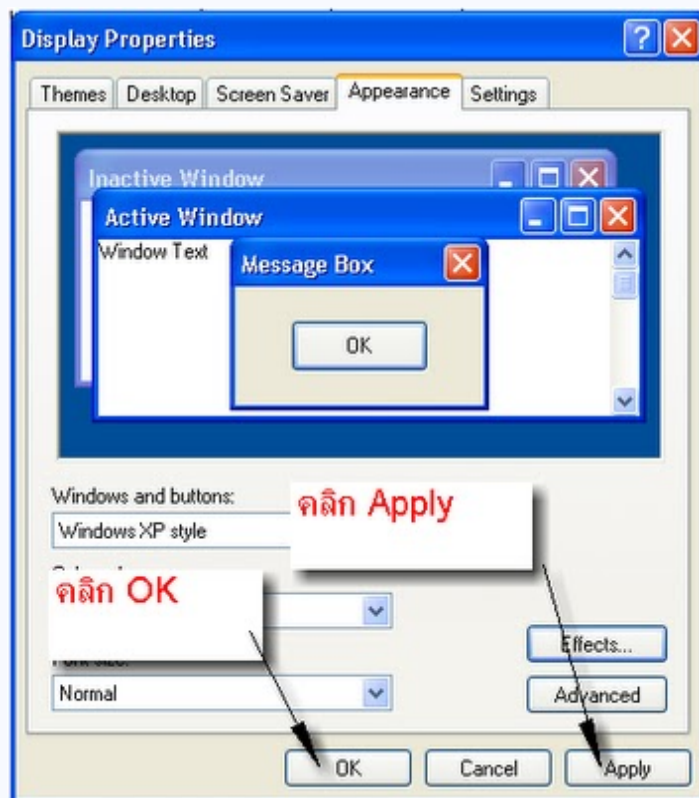 Display Properties
Themes Desktop Screen Saver Appearance Settings
Inactive Window
Active Window
Window Text
Message Box
OK
Windows and buttons:
Windows XP style
คลิก Apply
คลิก OK
Effects...
Normal
Advanced
OK Cancel Apply